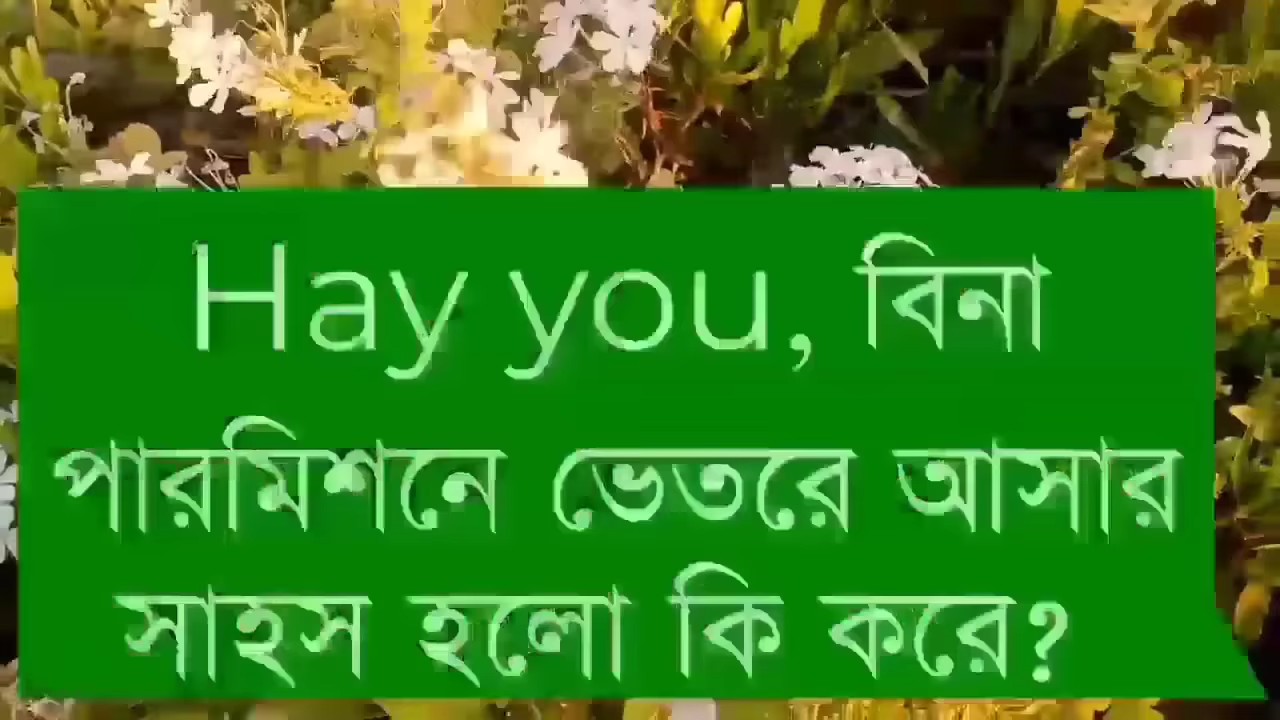 Hay you, বিনা
পারমিশনে ভেতরে আসার
সাহস হলো কি করে?